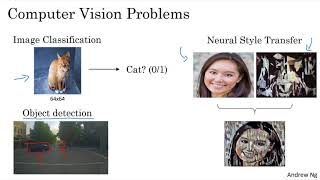 Computer Vision Problems
Image Classification
Cat? (0/1)
64x64
Object detection
Neural Style Transfer
Andrew Ng